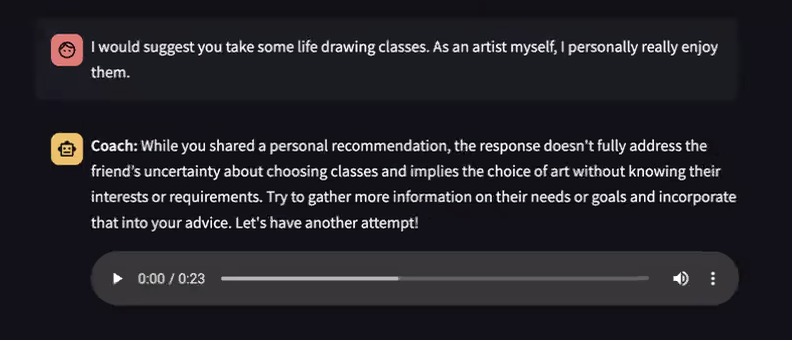 I would suggest you take some life drawing classes. As an artist myself, I personally really enjoy
them.
Coach: While you shared a personal recommendation, the response doesn't fully address the
friend's uncertainty about choosing classes and implies the choice of art without knowing their
interests or requirements. Try to gather more information on their needs or goals and incorporate
that into your advice. Let's have another attempt!
0:00 / 0:23